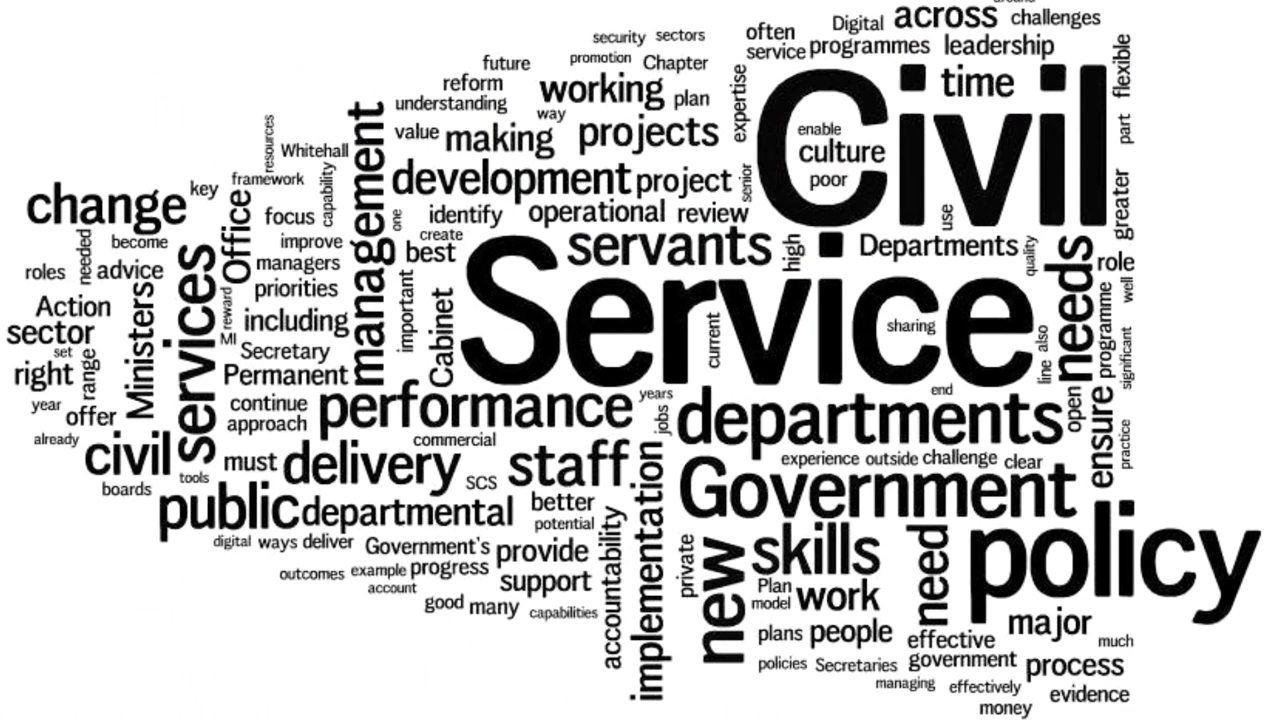 across
challenges
Digital
often
service
programmes
leadership
security
sectors
promotion
Chapter
future
reform
working
plan
understanding
way
value
making
projects
expertise
Civil
time
enable
culture
poor
flexible
part
greater
use
resources
Whitehall
framework
capability
management
development
project
senior
one
identify
operational
review
create
best
servants
high
Departments
quality
needs
role
well
change
key
Office
focus
improve
managers
priorities
including
reward
MI
Secretary
Permanent
needed
become
roles
advice
Action
sector
set
right
range
Ministers
services
year
offer
already
civil
boards
tools
important
Cabinet
Service
current
sharing
line
also
programme
significant
end
open
ensure
practice
continue
approach
performance
years
jobs
departments
commercial
must
delivery
SCS
staff
experience
outside
challenge
clear
Government
public
departmental
better
potential
digital
ways
deliver
Government's
provide
outcomes
example
progress
account
support
good
many
capabilities
accountability
implementation
private
new
skills
Plan
model
work
need
policy
plans
people
effective
major
much
policies
Secretaries
government
process
managing
effectively
evidence
money